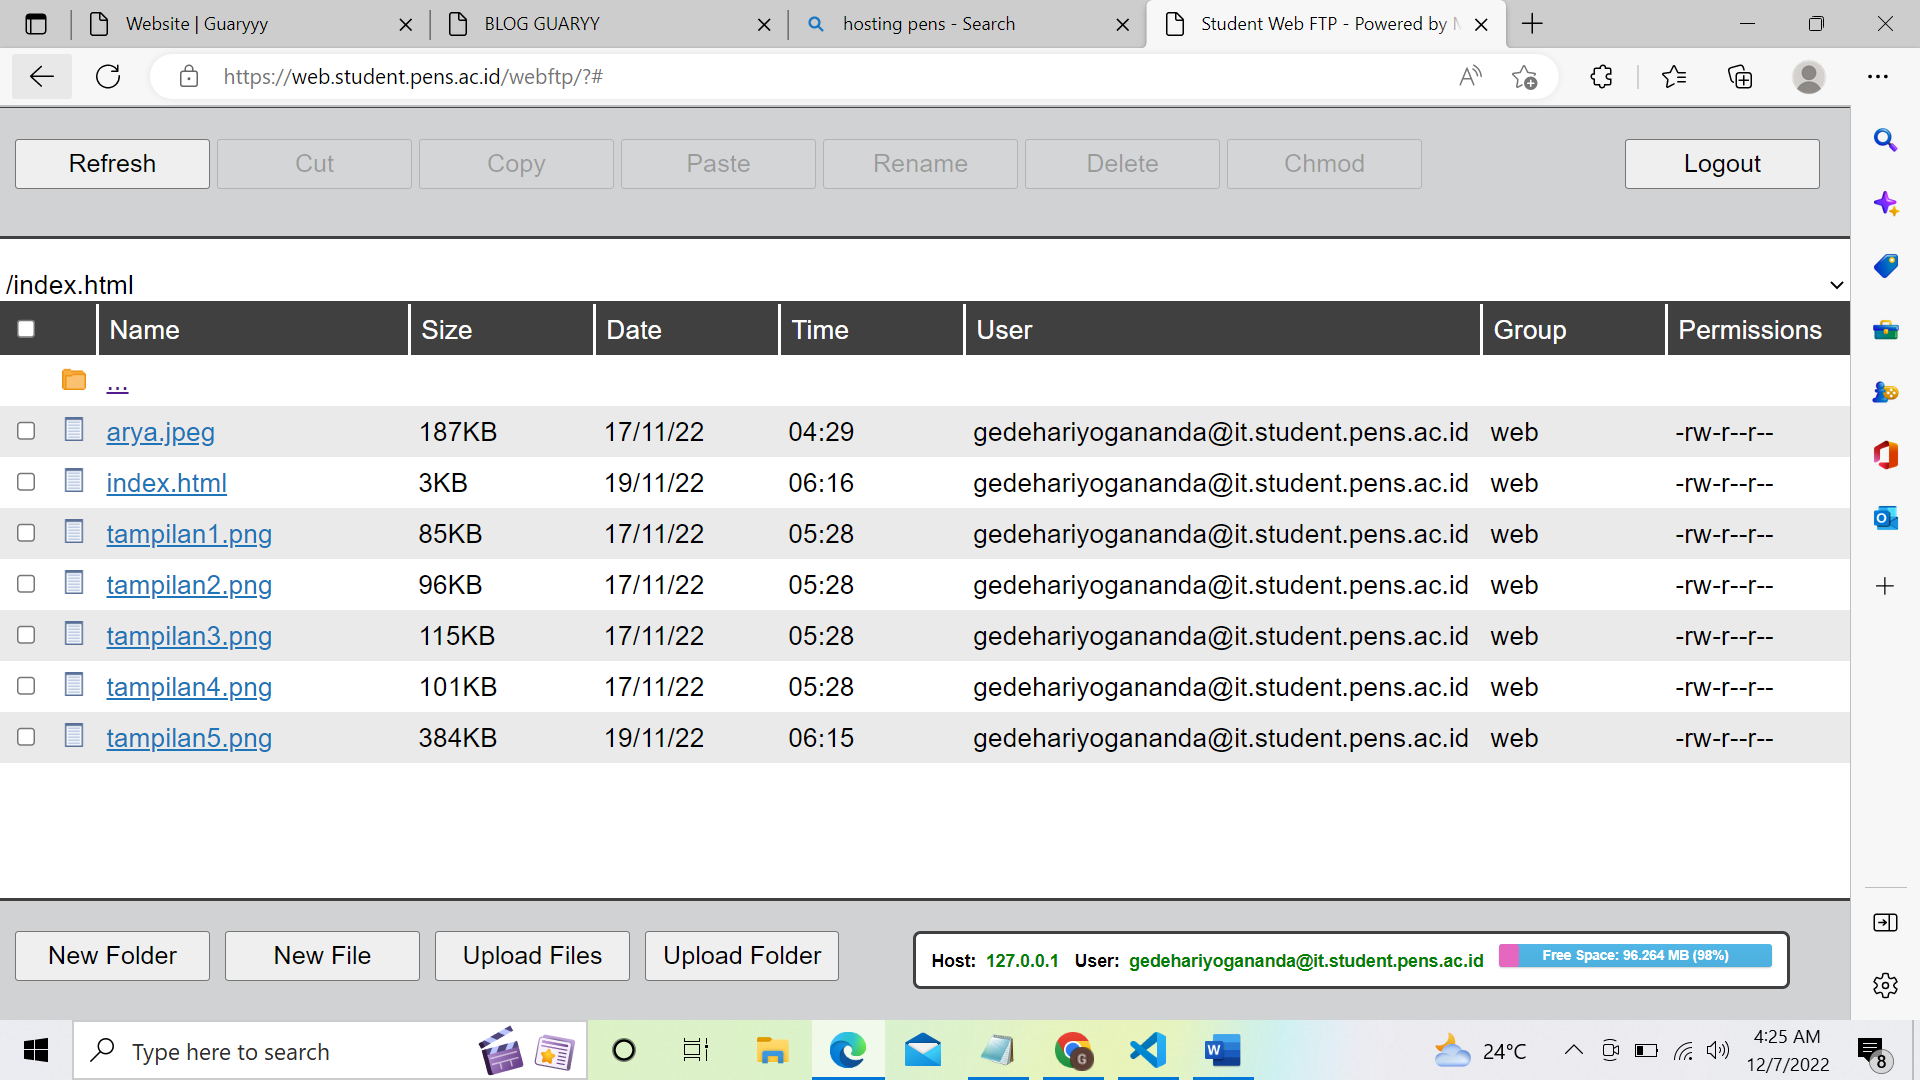 Website | Guaryyy
BLOG GUARYY
hosting pens - Search
Student Web FTP - Powered by
https://web.student.pens.ac.id/webftp/?#
Refresh Cut Copy Paste Rename Delete Chmod Logout
/index.html
Name Size Date Time User Group Permissions
...
arya.jpeg 187KB 17/11/22 04:29 gedehariyogananda@it.student.pens.ac.id web -rw-r--r--
index.html 3KB 19/11/22 06:16 gedehariyogananda@it.student.pens.ac.id web -rw-r--r--
tampilan1.png 85KB 17/11/22 05:28 gedehariyogananda@it.student.pens.ac.id web -rw-r--r--
tampilan2.png 96KB 17/11/22 05:28 gedehariyogananda@it.student.pens.ac.id web -rw-r--r--
tampilan3.png 115KB 17/11/22 05:28 gedehariyogananda@it.student.pens.ac.id web -rw-r--r--
tampilan4.png 101KB 17/11/22 05:28 gedehariyogananda@it.student.pens.ac.id web -rw-r--r--
tampilan5.png 384KB 19/11/22 06:15 gedehariyogananda@it.student.pens.ac.id web -rw-r--r--
New Folder New File Upload Files Upload Folder
Host: 127.0.0.1 User: gedehariyogananda@it.student.pens.ac.id Free Space: 96.264 MB (98%)
Type here to search
24°C
4:25 AM
12/7/2022
8